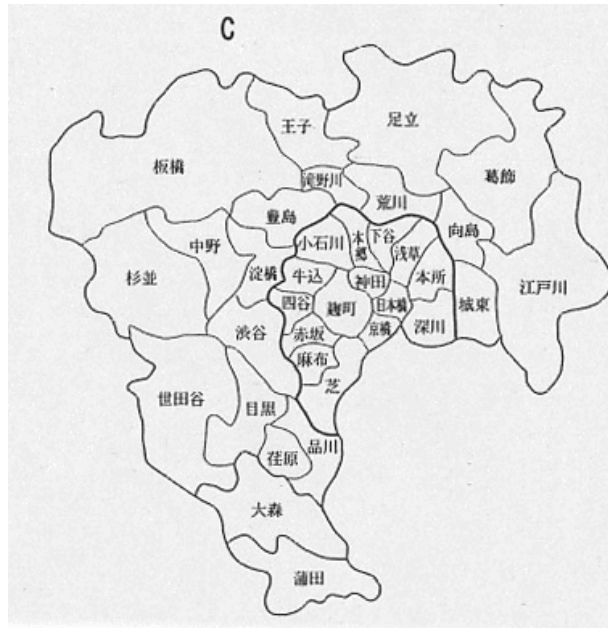 C
王子
足立
板橋
葛飾
滝野川
荒川
豊島
向島
中野
小石川
本郷
下谷
浅草
杉並
淀橋
牛込
神田
本所
江戸川
四谷
麹町
日本橋
城東
渋谷
赤坂
京橋
深川
麻布
芝
世田谷
目黒
品川
荏原
大森
蒲田